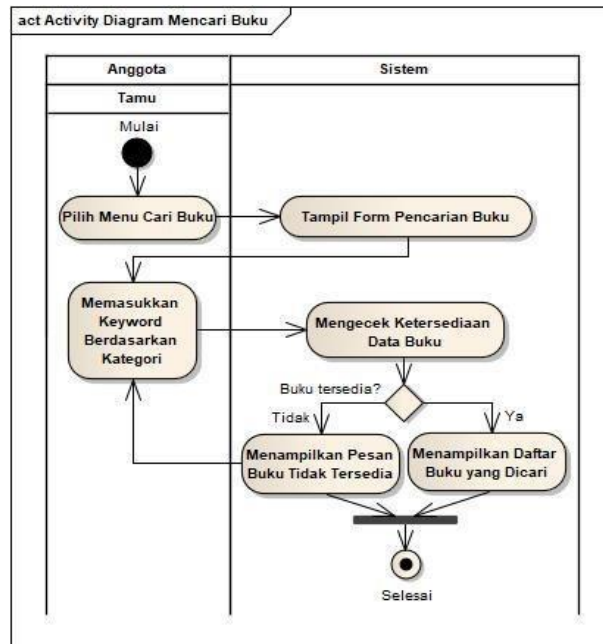 act Activity Diagram Mencari Buku
Anggota
Sistem
Tamu
Mulai
Pilih Menu Cari Buku
Tampil Form Pencarian Buku
Memasukkan
Keyword
Berdasarkan
Kategori
Mengecek Ketersediaan
Data Buku
Buku tersedia?
Tidak
Ya
Menampilkan Pesan
Buku Tidak Tersedia
Menampilkan Daftar
Buku yang Dicari
Selesai